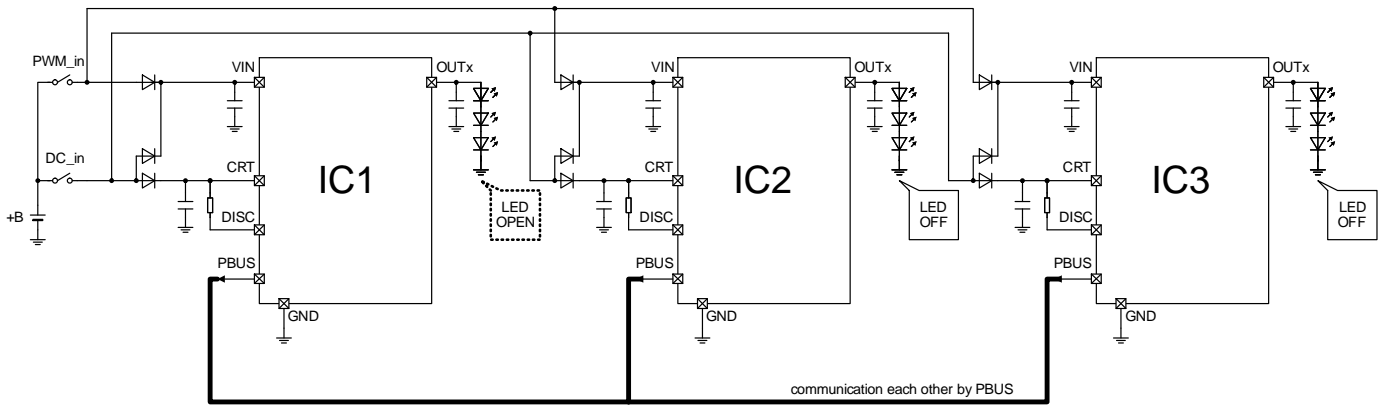 PWM_in
DC_in
+B
VIN
CRT
DISC
PBUS
GND
OUTx
IC1
LED
OPEN
VIN
CRT
DISC
PBUS
GND
OUTx
IC2
LED
OFF
VIN
CRT
DISC
PBUS
GND
OUTx
IC3
LED
OFF
communication each other by PBUS